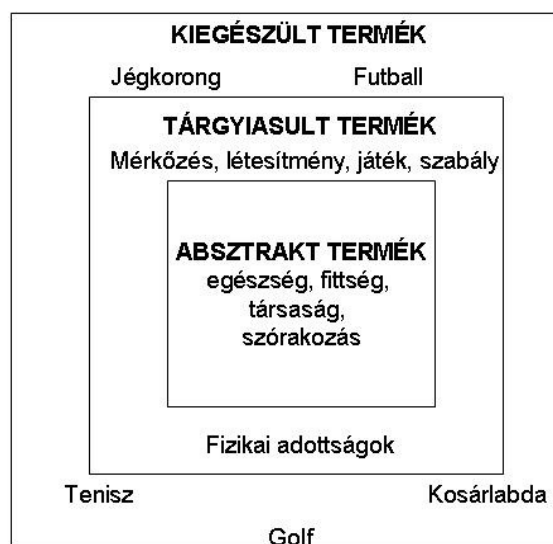 KIEGÉSZÜLT TERMÉK
Jégkorong Futball
TÁRGYIASULT TERMÉK
Mérkőzés, létesítmény, játék, szabály
ABSZTRAKT TERMÉK
egészség, fittség,
társaság,
szórakozás
Fizikai adottságok
Tenisz Kosárlabda
Golf